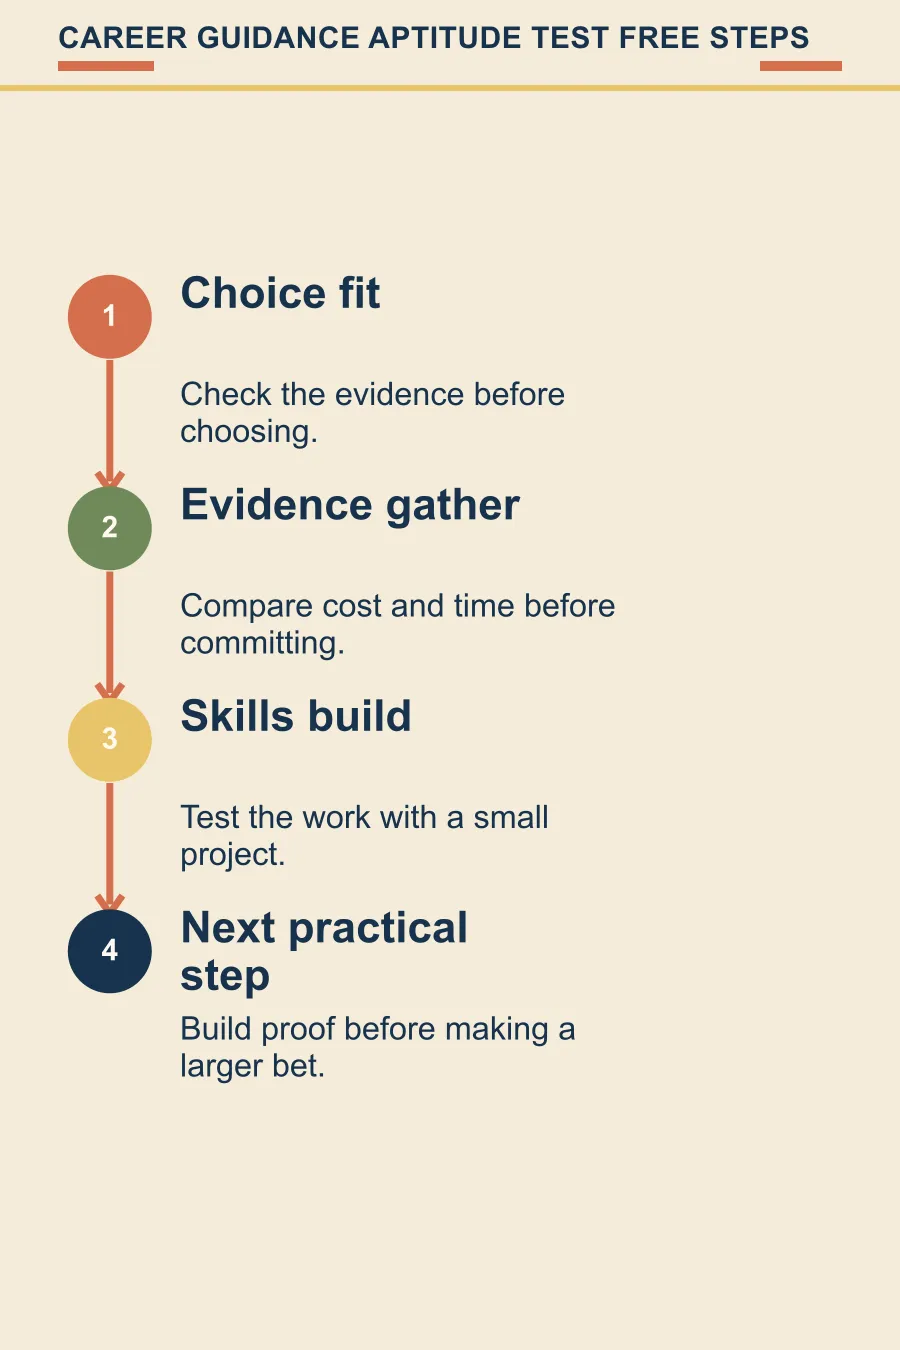 CAREER GUIDANCE APTITUDE TEST FREE STEPS
1
Choice fit
Check the evidence before
choosing.
2
Evidence gather
Compare cost and time before
committing.
3
Skills build
Test the work with a small
project.
4
Next practical
step
Build proof before making a
larger bet.